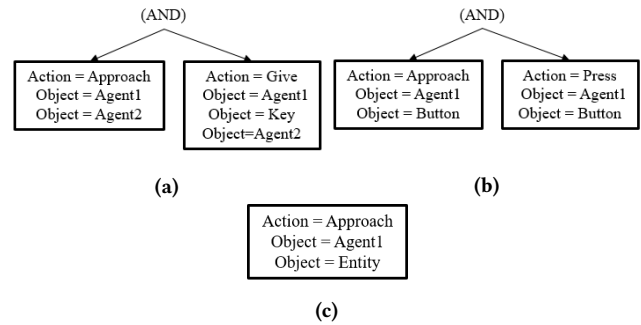 (AND)
Action = Approach
Object = Agent1
Object = Agent2
Action = Give
Object = Agent1
Object = Key
Object=Agent2
(a)
(AND)
Action = Approach
Object = Agent1
Object = Button
Action = Press
Object = Agent1
Object = Button
(b)
Action = Approach
Object = Agent1
Object = Entity
(c)